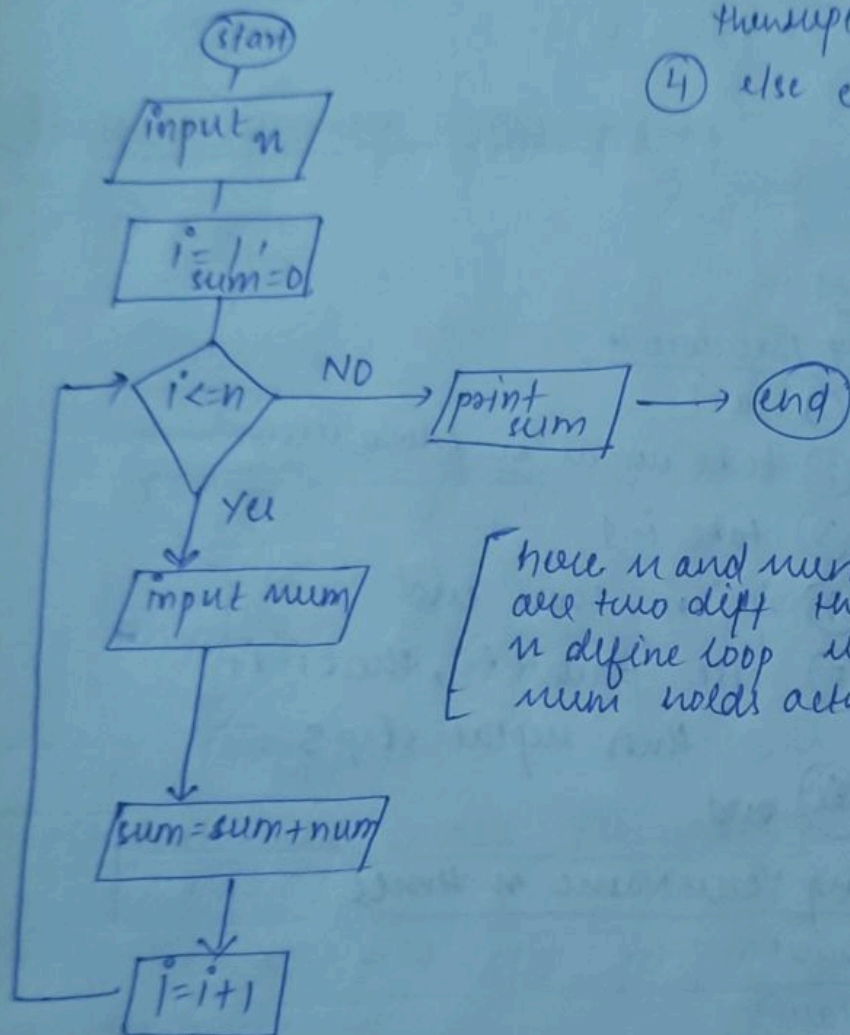 start
input n
i=1,
sum=0
i<=n
NO
print
sum
end
Yes
input num
sum=sum+num
i=i+1
④ else
here n and num
are two diff
n define loop
num holds